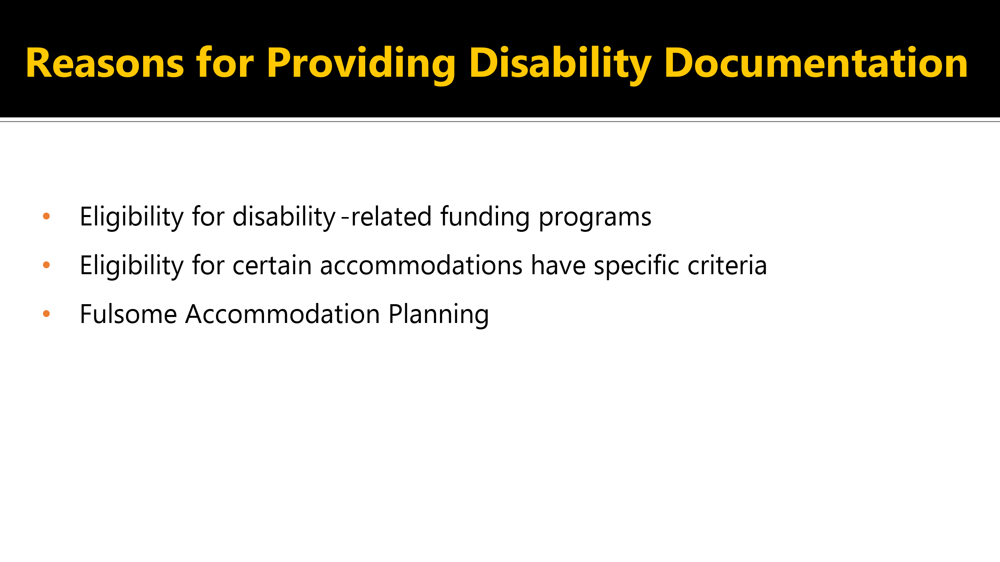 Reasons for Providing Disability Documentation
• Eligibility for disability -related funding programs
• Eligibility for certain accommodations have specific criteria
• Fulsome Accommodation Planning